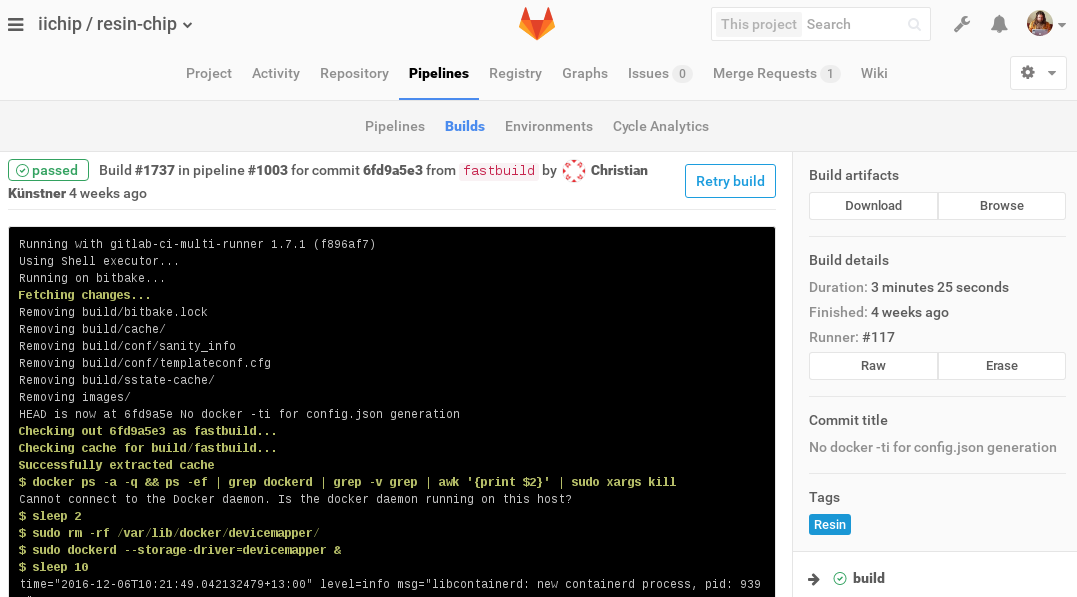 iichip / resin-chip
This project Search
Project Activity Repository Pipelines Registry Graphs Issues 0 Merge Requests 1 Wiki
Pipelines Builds Environments Cycle Analytics
passed Build #1737 in pipeline #1003 for commit 6fd9a5e3 from fastbuild by Christian
Künstner 4 weeks ago
Retry build
Running with gitlab-ci-multi-runner 1.7.1 (f896af7)
Using Shell executor...
Running on bitbake...
Fetching changes...
Removing build/bitbake.lock
Removing build/cache/
Removing build/conf/sanity_info
Removing build/conf/templateconf.cfg
Removing build/sstate-cache/
Removing images/
HEAD is now at 6fd9a5e No docker -ti for config.json generation
Checking out 6fd9a5e3 as fastbuild...
Checking cache for build/fastbuild...
Successfully extracted cache
$ docker ps -a -q && ps -ef | grep dockerd | grep -v grep | awk '{print $2}' | sudo xargs kill
Cannot connect to the Docker daemon. Is the docker daemon running on this host?
$ sleep 2
$ sudo rm -rf /var/lib/docker/devicemapper/
$ sudo dockerd --storage-driver=devicemapper &
$ sleep 10
time="2016-12-06T10:21:49.042132479+13:00" level=info msg="libcontainerd: new containerd process, pid: 939
Build artifacts
Download Browse
Build details
Duration: 3 minutes 25 seconds
Finished: 4 weeks ago
Runner: #117
Raw Erase
Commit title
No docker -ti for config.json generation
Tags
Resin
build